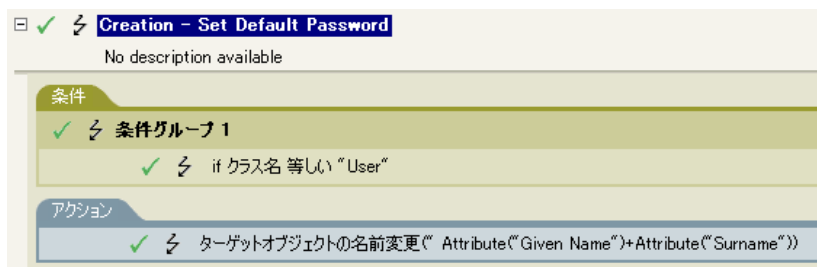 Creation - Set Default Password
No description available
条件
条件グループ 1
if クラス名 等しい "User"
アクション
ターゲットオブジェクトの名前変更(" Attribute("Given Name")+Attribute("Surname"))